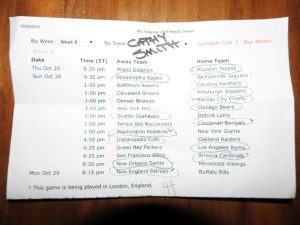 10/25/2018 NFL Schedule - 2018 Regular Season
By Week: Week 8 By Team: CATHY SMITH Schedule Grid | Bye Weeks
Week 8
Date Time (ET) Away Team Home Team
Thu Oct 25 8:20 pm Miami Dolphins Houston Texans
Sun Oct 28 9:30 am Philadelphia Eagles Jacksonville Jaguars
1:00 pm Baltimore Ravens Carolina Panthers
1:00 pm Cleveland Browns Pittsburgh Steelers
1:00 pm Denver Broncos Kansas City Chiefs
1:00 pm New York Jets Chicago Bears
1:00 pm Seattle Seahawks Detroit Lions
1:00 pm Tampa Bay Buccaneers Cincinnati Bengals
1:00 pm Washington Redskins New York Giants
4:05 pm Indianapolis Colts Oakland Raiders
4:25 pm Green Bay Packers Los Angeles Rams
4:25 pm San Francisco 49ers Arizona Cardinals
8:20 pm New Orleans Saints Minnesota Vikings
Mon Oct 29 8:15 pm New England Patriots Buffalo Bills
This game is being played in London, England. 44